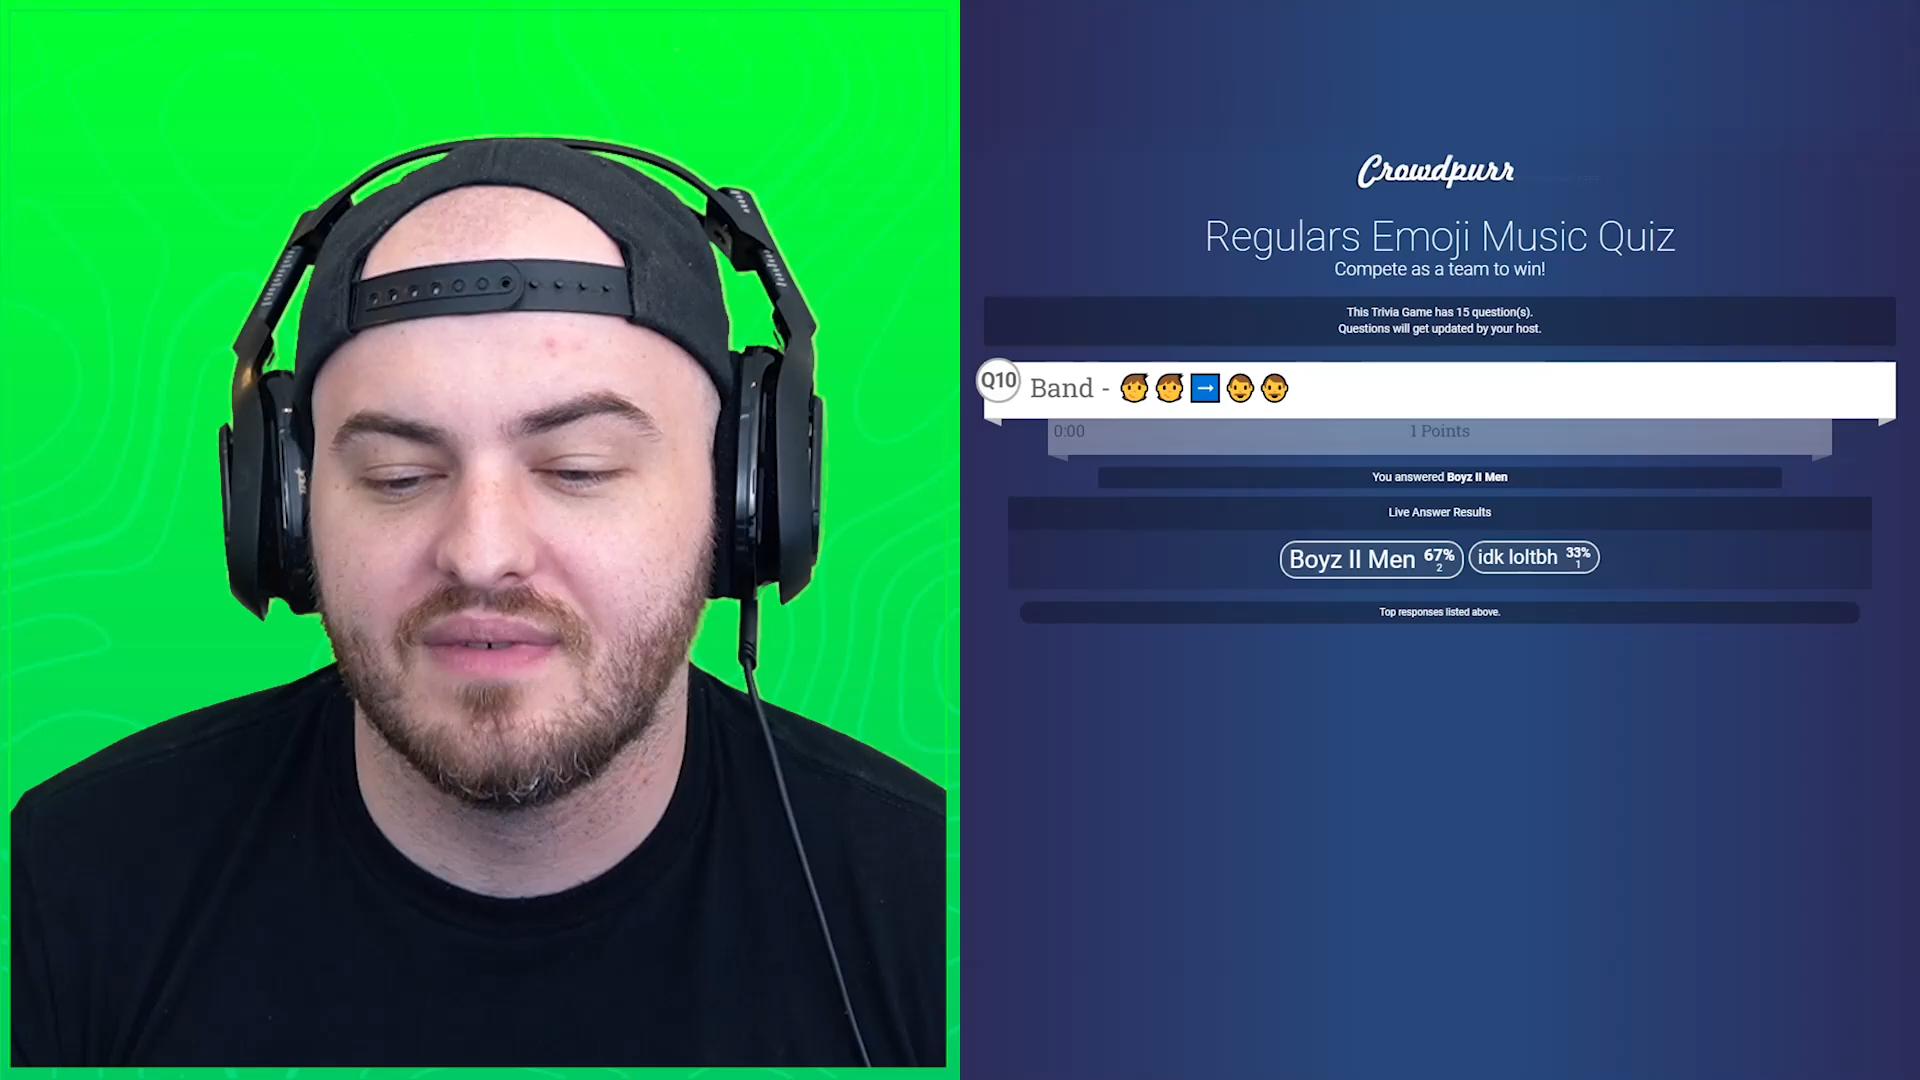 Crowdpurr
Regulars Emoji Music Quiz
Compete as a team to win!
This Trivia Game has 15 question(s).
Questions will get updated by your host.
Q10 Band - 👦👦➡️👨👨
0:00 1 Points
You answered Boyz II Men
Live Answer Results
Boyz II Men 67% 2 idk loltbh 33% 1
Top responses listed above.